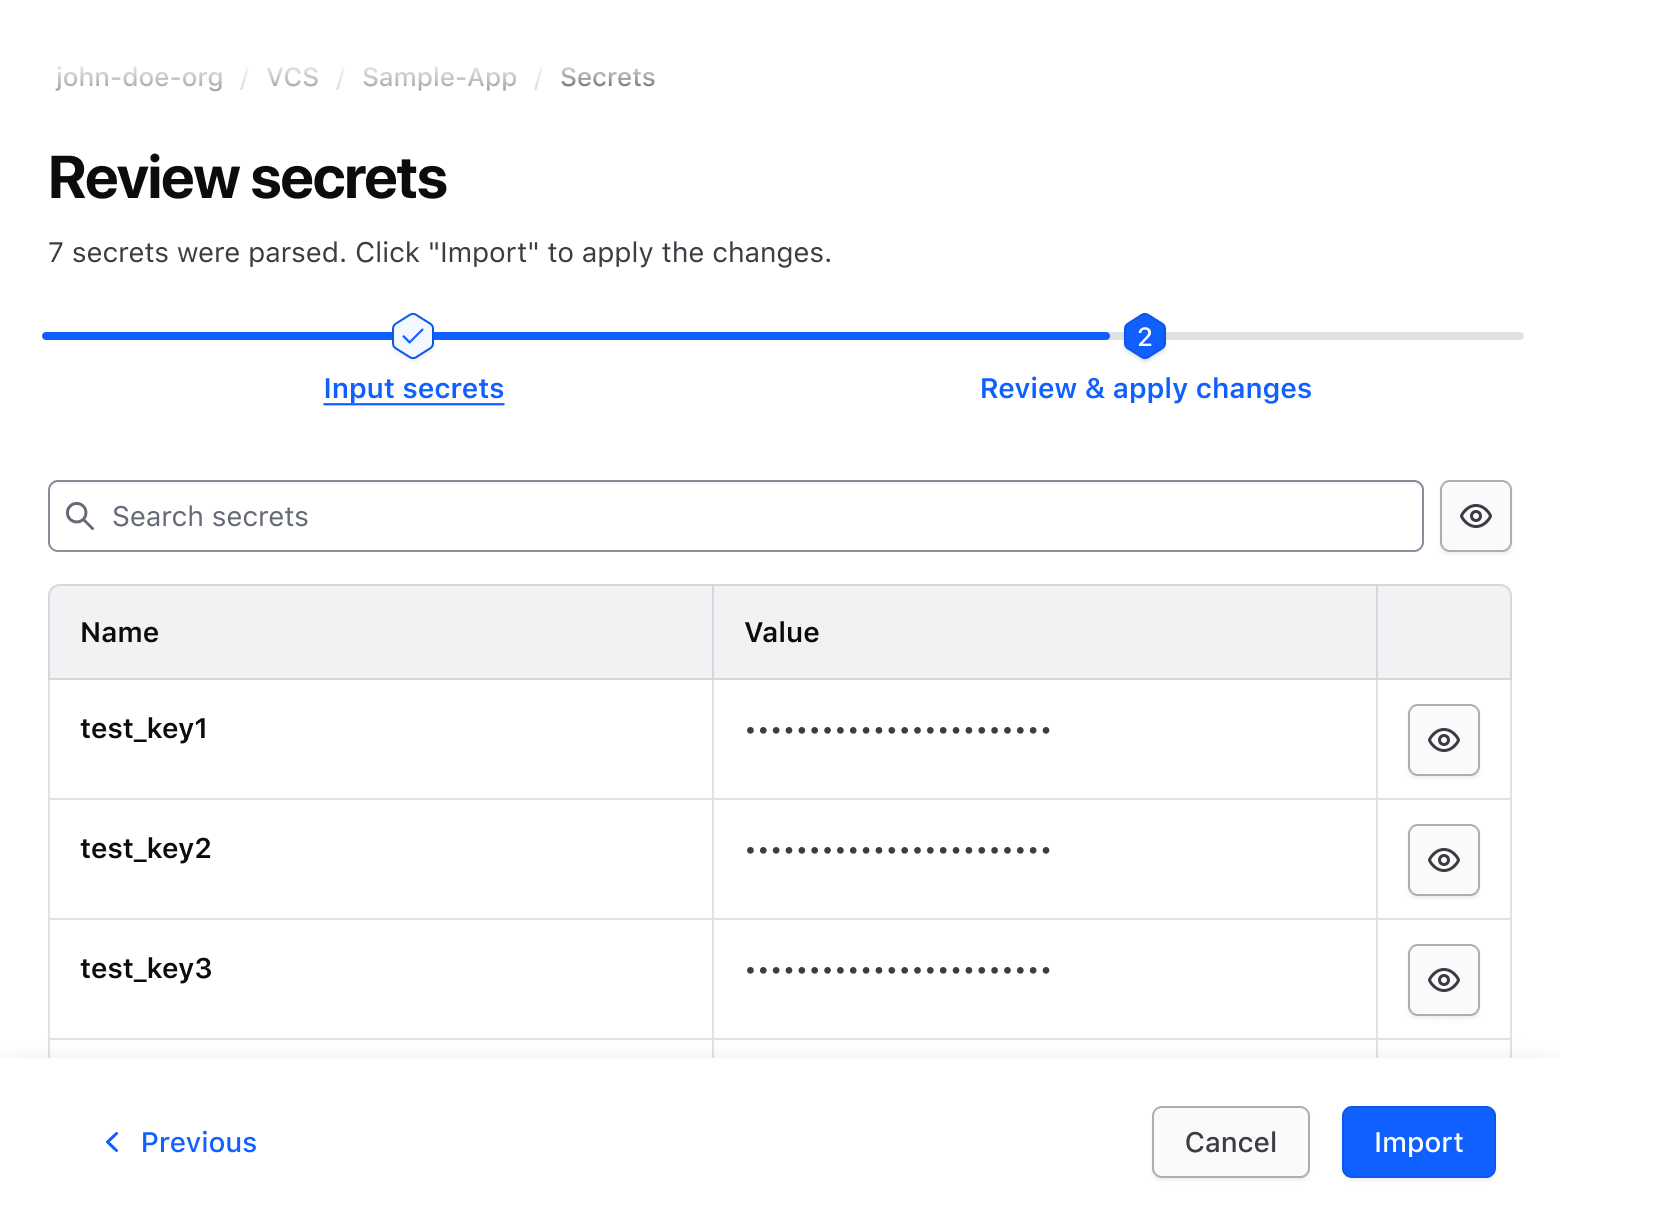 john-doe-org / VCS / Sample-App / Secrets
Review secrets
7 secrets were parsed. Click "Import" to apply the changes.
2
Input secrets Review & apply changes
Search secrets
Name Value
test_key1 ••••••••••••••••••••••••
test_key2 ••••••••••••••••••••••••
test_key3 ••••••••••••••••••••••••
Previous Cancel Import